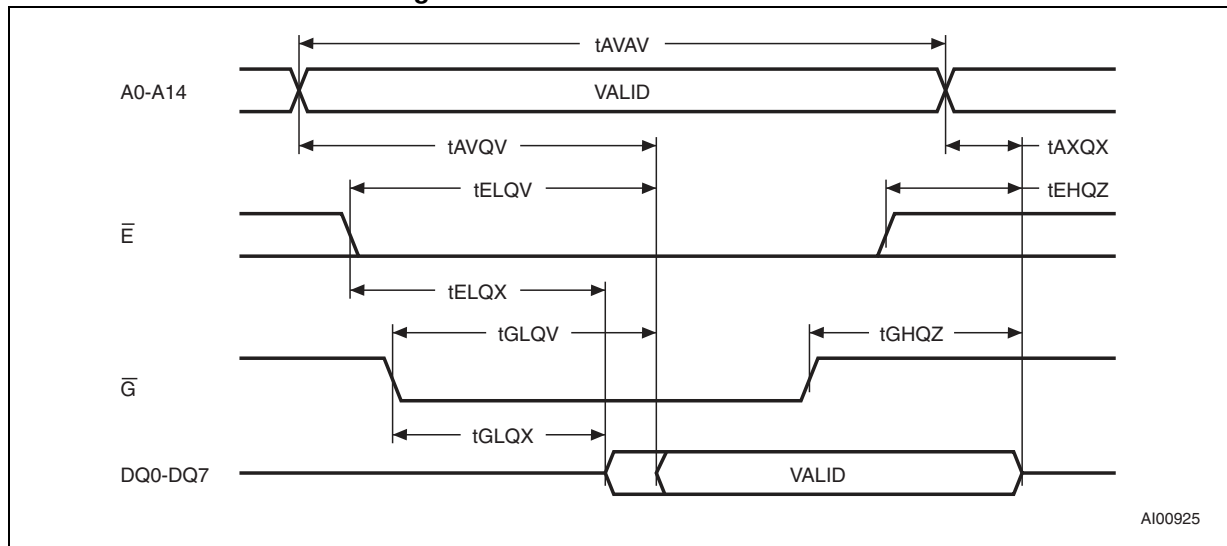 g
tAVAV
A0-A14
VALID
tAVQV
tAXQX
tELQV
tEHQZ
E
tELQX
tGLQV
tGHQZ
G
tGLQX
DQ0-DQ7
VALID
AI00925